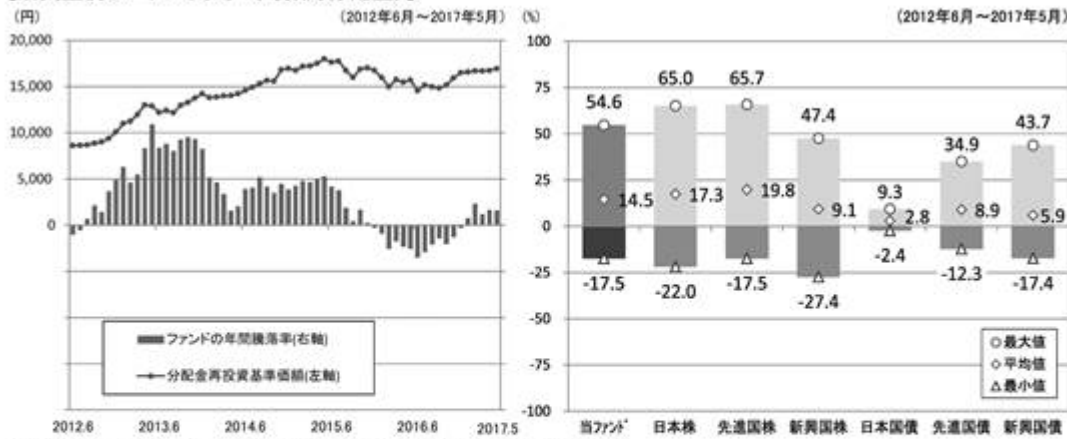 (円)
(2012年6月～2017年5月)
20,000
15,000
10,000
5,000
0
ファンドの年間騰落率(右軸)
分配金再投資基準価額(左軸)
2012.6 2013.6 2014.6 2015.6 2016.6 2017.5
(%)
(2012年6月～2017年5月)
100
75
50
25
0
-25
-50
-75
-100
54.6 65.0 65.7 47.4 9.3 34.9 43.7
14.5 17.3 19.8 9.1 2.8 8.9 5.9
-17.5 -22.0 -17.5 -27.4 -2.4 -12.3 -17.4
最大値
平均値
最小値
当ファンド 日本株 先進国株 新興国株 日本国債 先進国債 新興国債